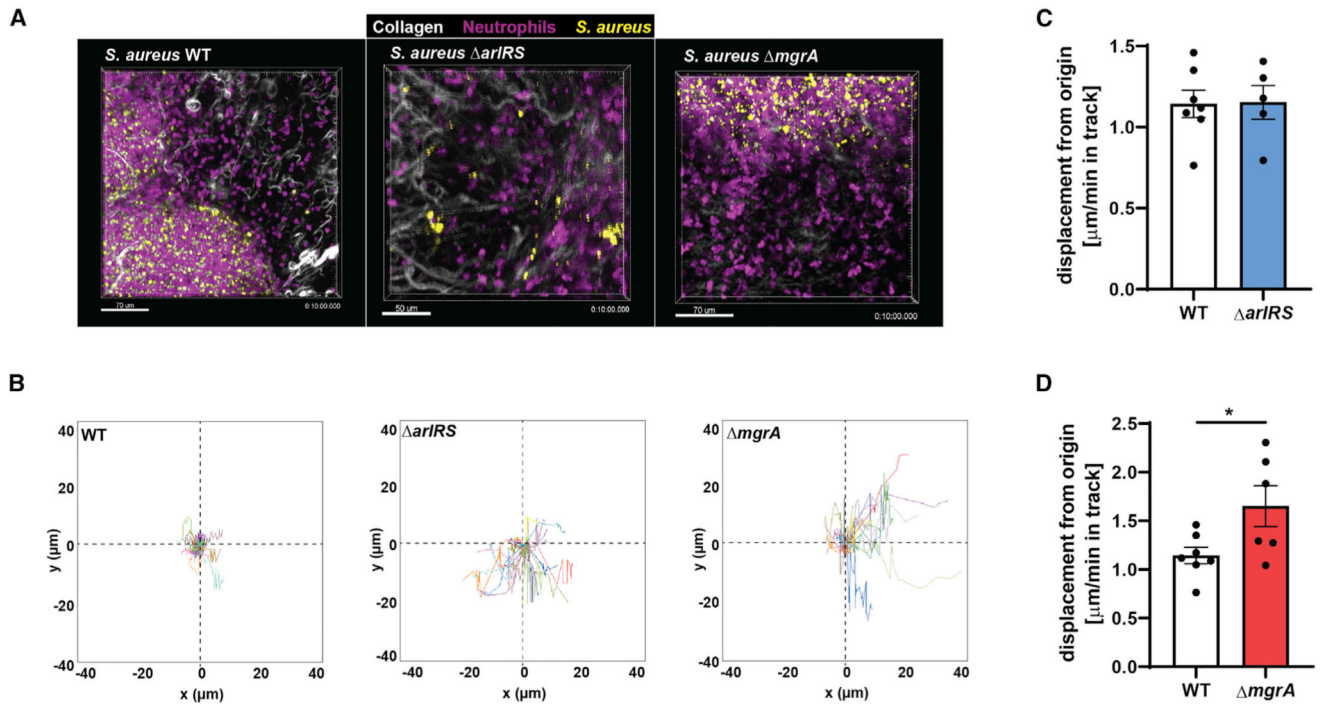 A
Collagen Neutrophils S. aureus
S. aureus WT
S. aureus ΔarlRS
S. aureus ΔmgrA
70 um
0:10:00.000
50 um
0:10:00.000
70 um
0:10:00.000
B
WT
40
20
0
-20
-40
y (µm)
-40 -20 0 20 40
x (µm)
ΔarlRS
40
20
0
-20
-40
y (µm)
-40 -20 0 20 40
x (µm)
ΔmgrA
40
20
0
-20
-40
y (µm)
-40 -20 0 20 40
x (µm)
C
displacement from origin
[µm/min in track]
1.5
1.0
0.5
0.0
WT ΔarlRS
D
displacement from origin
[µm/min in track]
2.5
2.0
1.5
1.0
0.5
0.0
*
WT ΔmgrA